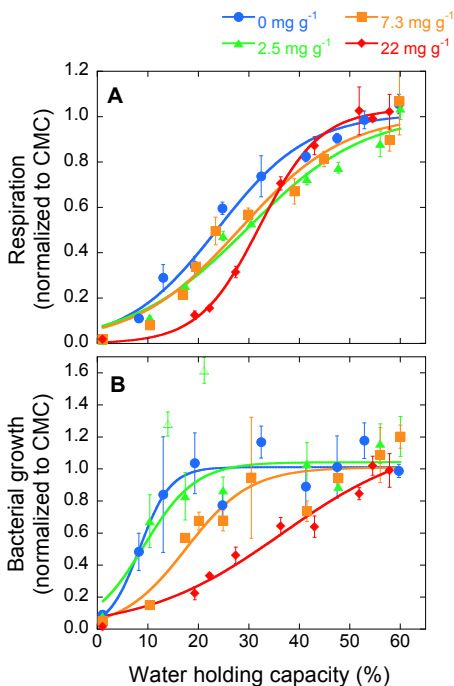 0 mg g⁻¹
7.3 mg g⁻¹
2.5 mg g⁻¹
22 mg g⁻¹
A
1.2
1.0
0.8
0.6
0.4
0.2
0.0
Respiration
(normalized to CMC)
B
1.6
1.4
1.2
1.0
0.8
0.6
0.4
0.2
0.0
Bacterial growth
(normalized to CMC)
0 10 20 30 40 50 60
Water holding capacity (%)